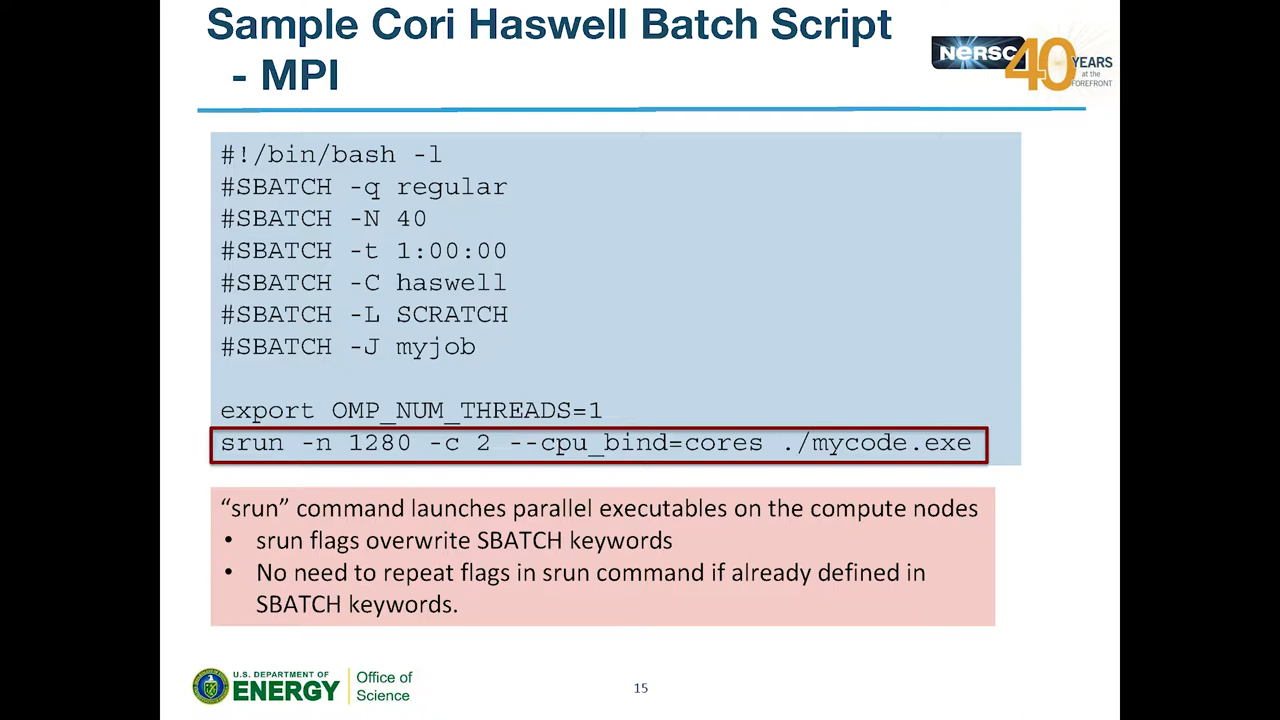 Sample Cori Haswell Batch Script
- MPI
NERSC
40
YEARS
at the
FOREFRONT
#!/bin/bash -l
#SBATCH -q regular
#SBATCH -N 40
#SBATCH -t 1:00:00
#SBATCH -C haswell
#SBATCH -L SCRATCH
#SBATCH -J myjob
export OMP_NUM_THREADS=1
srun -n 1280 -c 2 --cpu_bind=cores ./mycode.exe
“srun” command launches parallel executables on the compute nodes
• srun flags overwrite SBATCH keywords
• No need to repeat flags in srun command if already defined in
SBATCH keywords.
U.S. DEPARTMENT OF
ENERGY
Office of
Science
15